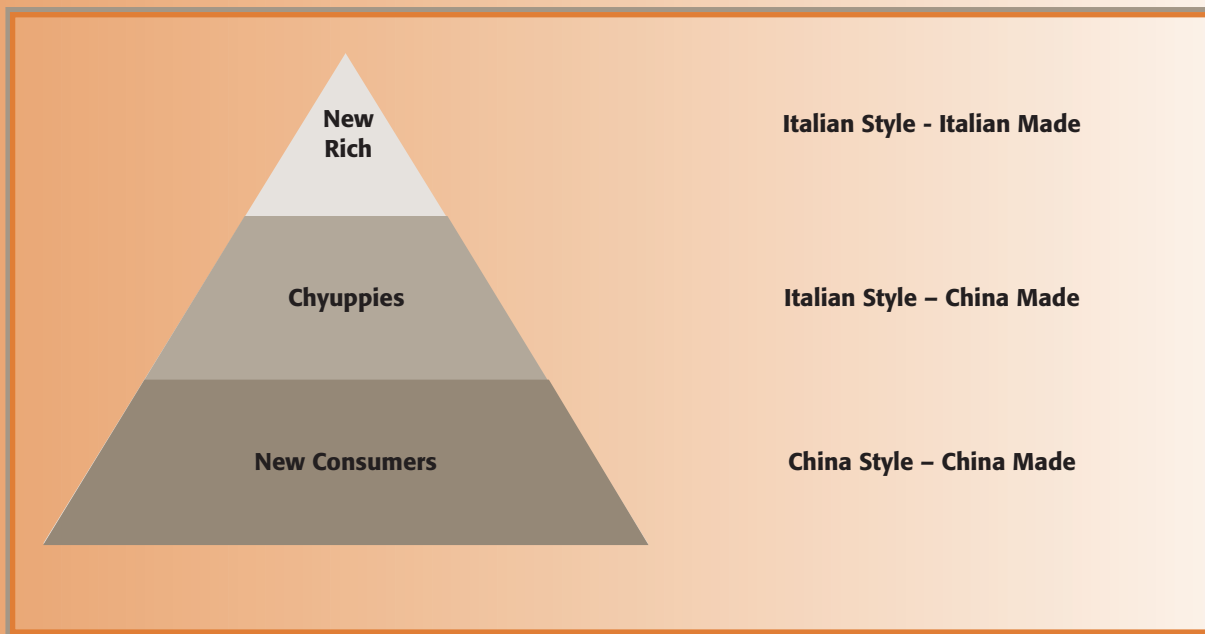 New
Rich
Italian Style - Italian Made
Chyuppies
Italian Style – China Made
New Consumers
China Style – China Made